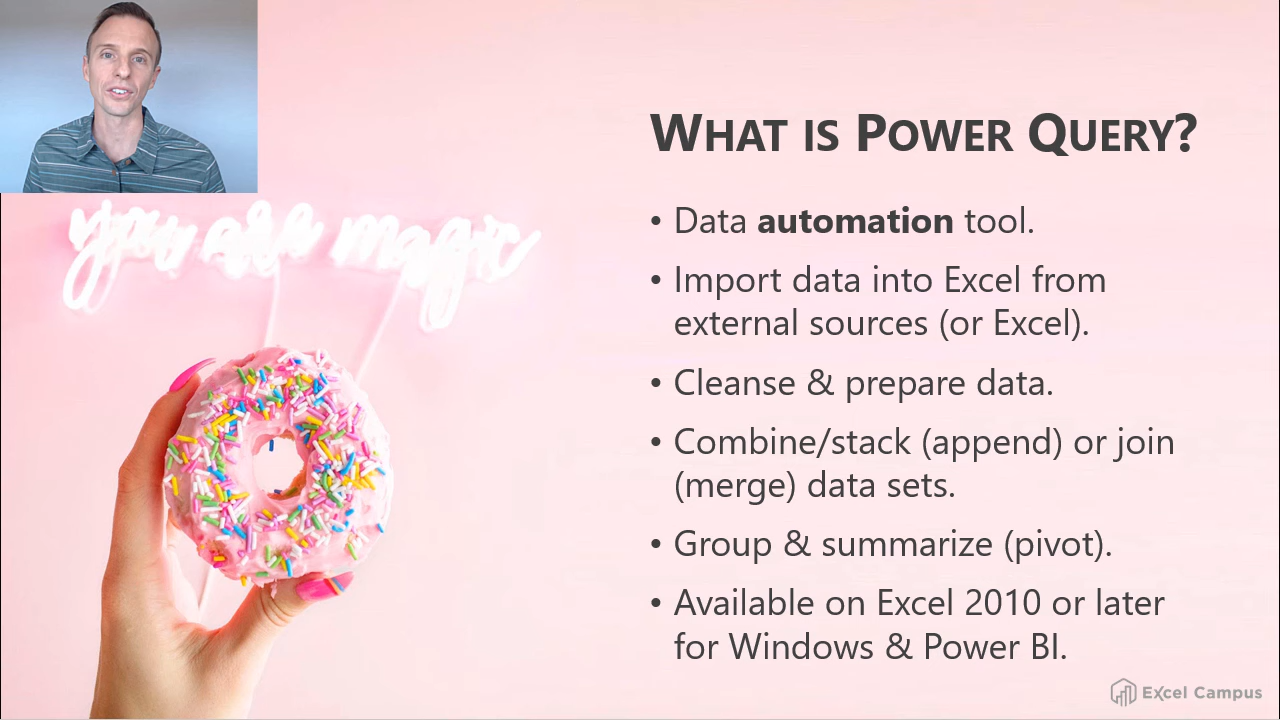 you are magic
WHAT IS POWER QUERY?
• Data automation tool.
• Import data into Excel from
external sources (or Excel).
• Cleanse & prepare data.
• Combine/stack (append) or join
(merge) data sets.
• Group & summarize (pivot).
• Available on Excel 2010 or later
for Windows & Power BI.
Excel Campus